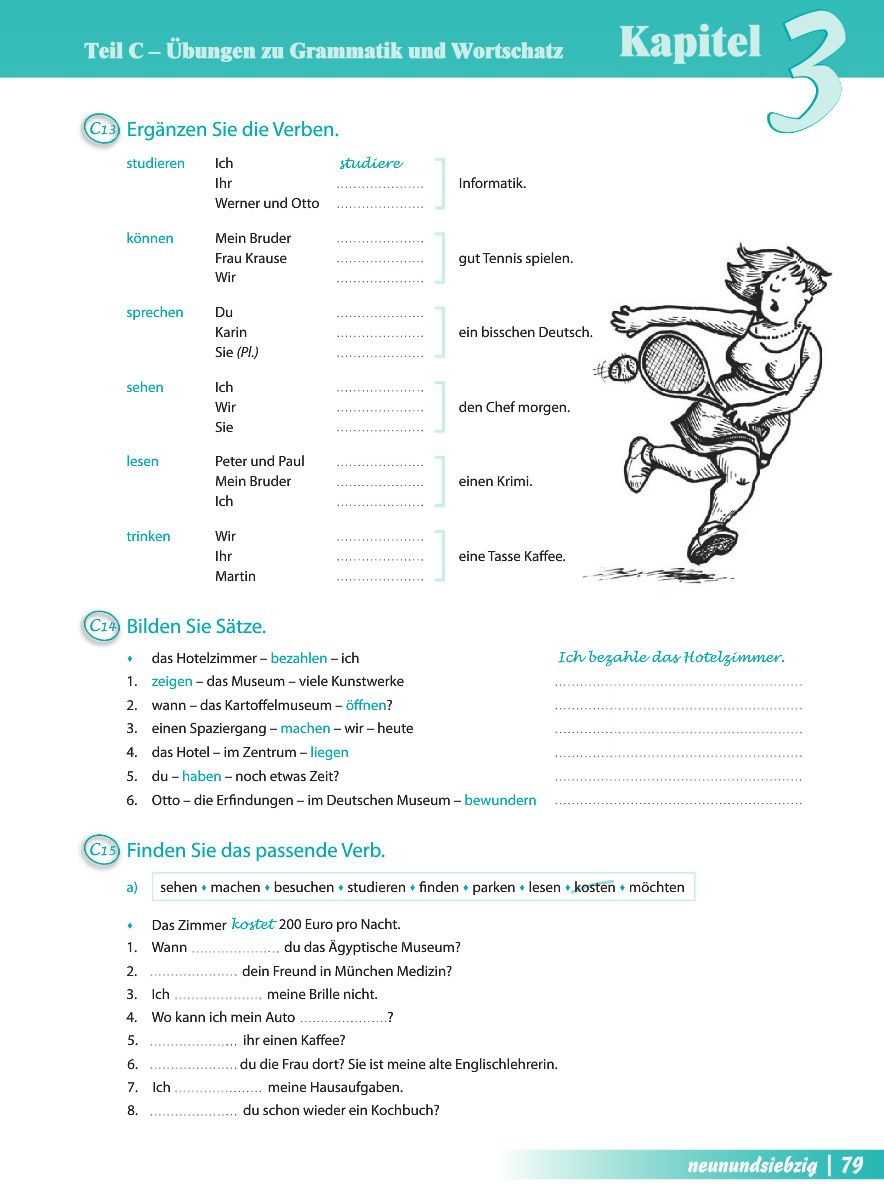 Teil C – Übungen zu Grammatik und Wortschatz Kapitel 3
C13 Ergänzen Sie die Verben.
studieren Ich studiere
Ihr ..................... Informatik.
Werner und Otto .....................
können Mein Bruder .....................
Frau Krause ..................... gut Tennis spielen.
Wir .....................
sprechen Du .....................
Karin ..................... ein bisschen Deutsch.
Sie (Pl.) .....................
sehen Ich .....................
Wir ..................... den Chef morgen.
Sie .....................
lesen Peter und Paul .....................
Mein Bruder ..................... einen Krimi.
Ich .....................
trinken Wir .....................
Ihr ..................... eine Tasse Kaffee.
Martin .....................
C14 Bilden Sie Sätze.
♦ das Hotelzimmer – bezahlen – ich Ich bezahle das Hotelzimmer.
1. zeigen – das Museum – viele Kunstwerke ............................................................
2. wann – das Kartoffelmuseum – öffnen? ............................................................
3. einen Spaziergang – machen – wir – heute ............................................................
4. das Hotel – im Zentrum – liegen ............................................................
5. du – haben – noch etwas Zeit? ............................................................
6. Otto – die Erfindungen – im Deutschen Museum – bewundern ............................................................
C15 Finden Sie das passende Verb.
a) sehen ♦ machen ♦ besuchen ♦ studieren ♦ finden ♦ parken ♦ lesen ♦ kosten ♦ möchten
♦ Das Zimmer kostet 200 Euro pro Nacht.
1. Wann ..................... du das Ägyptische Museum?
2. ..................... dein Freund in München Medizin?
3. Ich ..................... meine Brille nicht.
4. Wo kann ich mein Auto .....................?
5. ..................... ihr einen Kaffee?
6. ..................... du die Frau dort? Sie ist meine alte Englischlehrerin.
7. Ich ..................... meine Hausaufgaben.
8. ..................... du schon wieder ein Kochbuch?
neunundsiebzig | 79